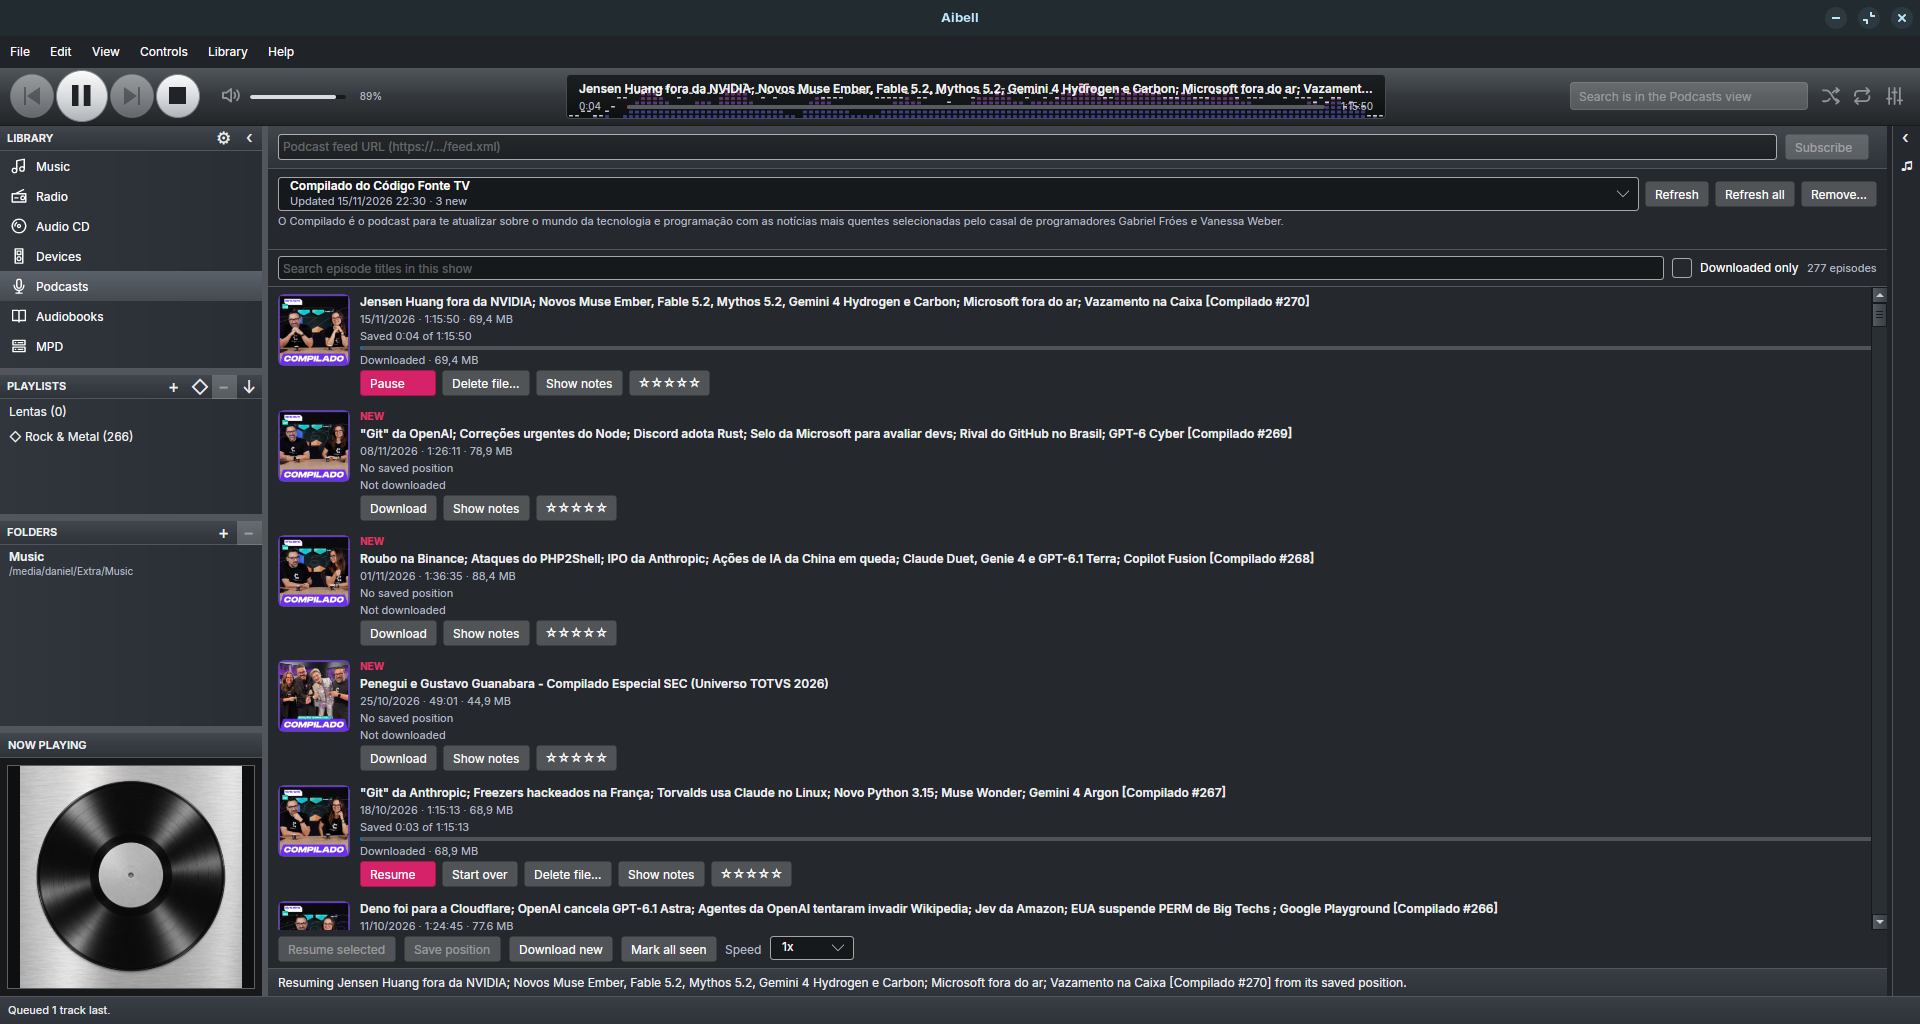 Aibell
File Edit View Controls Library Help
89%
Jensen Huang fora da NVIDIA; Novos Muse Ember, Fable 5.2, Mythos 5.2, Gemini 4 Hydrogen e Carbon; Microsoft fora do ar; Vazament...
0:04 1:15:50
Search is in the Podcasts view
LIBRARY
Music
Radio
Audio CD
Devices
Podcasts
Audiobooks
MPD
PLAYLISTS
Lentas (0)
Rock & Metal (266)
FOLDERS
Music
/media/daniel/Extra/Music
NOW PLAYING
Podcast feed URL (https://.../feed.xml)
Subscribe
Compilado do Código Fonte TV
Updated 15/11/2026 22:30 · 3 new
Refresh Refresh all Remove...
O Compilado é o podcast para te atualizar sobre o mundo da tecnologia e programação com as notícias mais quentes selecionadas pelo casal de programadores Gabriel Fróes e Vanessa Weber.
Search episode titles in this show
Downloaded only 277 episodes
COMPILADO
Jensen Huang fora da NVIDIA; Novos Muse Ember, Fable 5.2, Mythos 5.2, Gemini 4 Hydrogen e Carbon; Microsoft fora do ar; Vazamento na Caixa [Compilado #270]
15/11/2026 · 1:15:50 · 69,4 MB
Saved 0:04 of 1:15:50
Downloaded · 69,4 MB
Pause Delete file... Show notes ☆☆☆☆☆
COMPILADO
NEW
"Git" da OpenAI; Correções urgentes do Node; Discord adota Rust; Selo da Microsoft para avaliar devs; Rival do GitHub no Brasil; GPT-6 Cyber [Compilado #269]
08/11/2026 · 1:26:11 · 78,9 MB
No saved position
Not downloaded
Download Show notes ☆☆☆☆☆
COMPILADO
NEW
Roubo na Binance; Ataques do PHP2Shell; IPO da Anthropic; Ações de IA da China em queda; Claude Duet, Genie 4 e GPT-6.1 Terra; Copilot Fusion [Compilado #268]
01/11/2026 · 1:36:35 · 88,4 MB
No saved position
Not downloaded
Download Show notes ☆☆☆☆☆
COMPILADO
NEW
Penegui e Gustavo Guanabara - Compilado Especial SEC (Universo TOTVS 2026)
25/10/2026 · 49:01 · 44,9 MB
No saved position
Not downloaded
Download Show notes ☆☆☆☆☆
COMPILADO
"Git" da Anthropic; Freezers hackeados na França; Torvalds usa Claude no Linux; Novo Python 3.15; Muse Wonder; Gemini 4 Argon [Compilado #267]
18/10/2026 · 1:15:13 · 68,9 MB
Saved 0:03 of 1:15:13
Downloaded · 68,9 MB
Resume Start over Delete file... Show notes ☆☆☆☆☆
Deno foi para a Cloudflare; OpenAI cancela GPT-6.1 Astra; Agentes da OpenAI tentaram invadir Wikipedia; Jev da Amazon; EUA suspende PERM de Big Techs ; Google Playground [Compilado #266]
11/10/2026 · 1:24:45 · 77,6 MB
Resume selected Save position Download new Mark all seen Speed 1x
Resuming Jensen Huang fora da NVIDIA; Novos Muse Ember, Fable 5.2, Mythos 5.2, Gemini 4 Hydrogen e Carbon; Microsoft fora do ar; Vazamento na Caixa [Compilado #270] from its saved position.
Queued 1 track last.